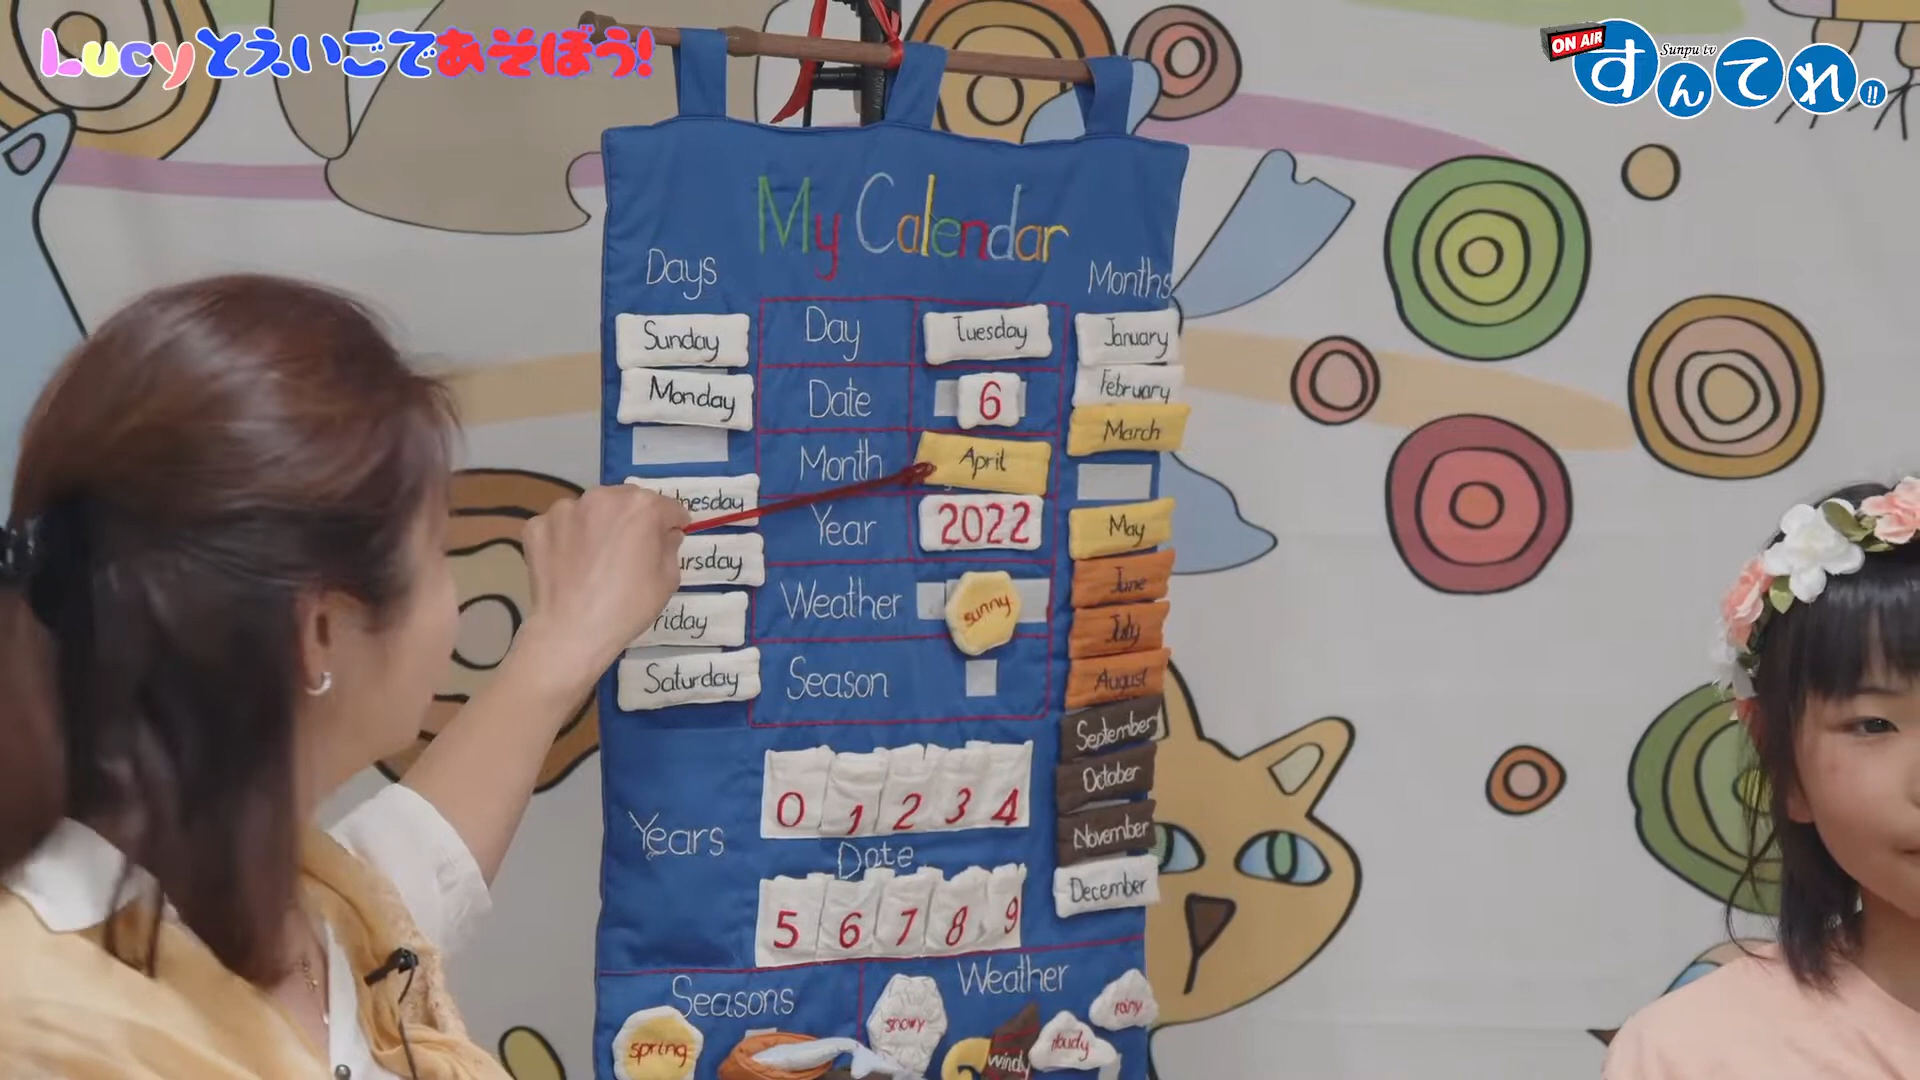 Lucyとえいごであそぼう!
ON AIR
Sunpu tv
すんてれ!!
My Calendar
Days
Months
Sunday
Monday
nesday
ursday
riday
Saturday
Day
Tuesday
Date
6
Month
April
Year
2022
Weather
sunny
Season
January
February
March
May
June
July
August
September
October
November
December
Years
0 1 2 3 4
Date
5 6 7 8 9
Seasons
spring
Weather
snowy
windy
cloudy
rainy